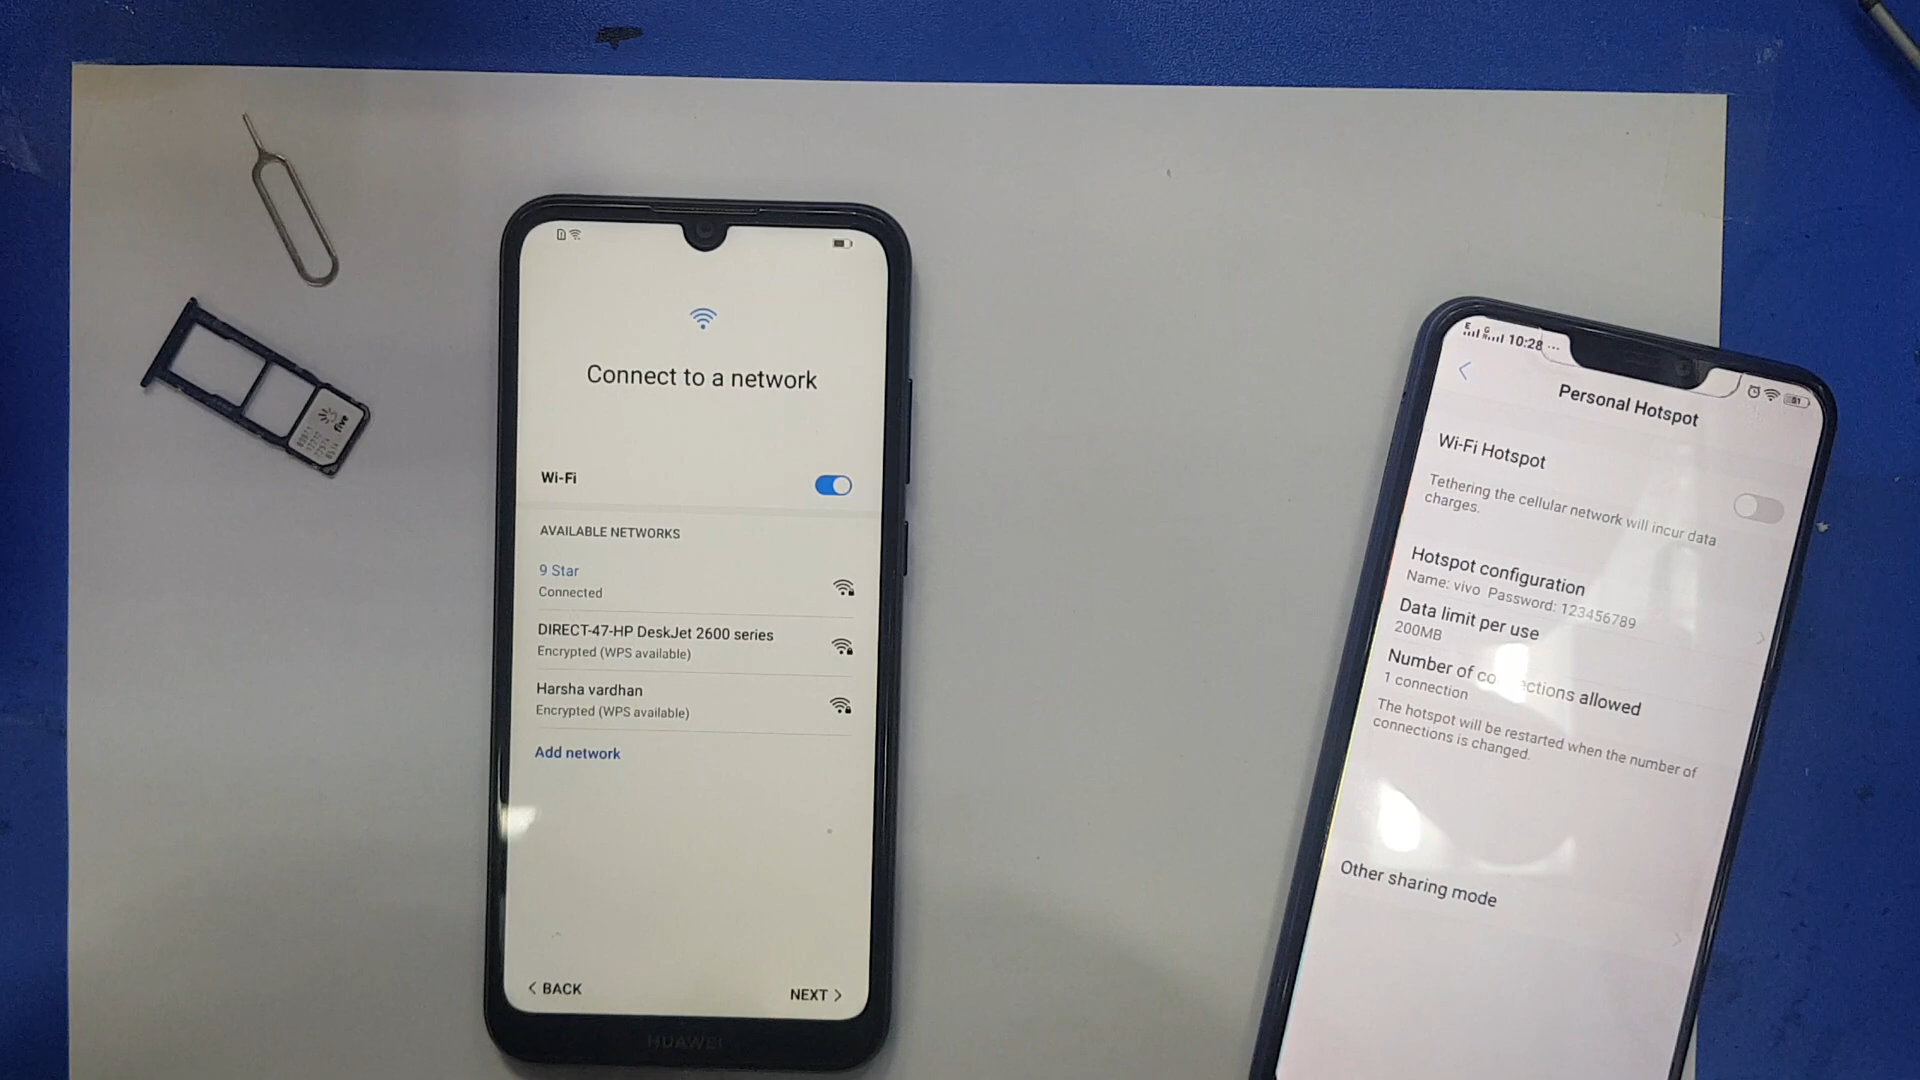 Connect to a network
Wi-Fi
AVAILABLE NETWORKS
9 Star
Connected
DIRECT-47-HP DeskJet 2600 series
Encrypted (WPS available)
Harsha vardhan
Encrypted (WPS available)
Add network
BACK
NEXT
HUAWEI
10:28 ...
51
Personal Hotspot
Wi-Fi Hotspot
Tethering the cellular network will incur data
charges.
Hotspot configuration
Name: vivo Password: 123456789
Data limit per use
200MB
Number of connections allowed
1 connection
The hotspot will be restarted when the number of
connections is changed.
Other sharing mode